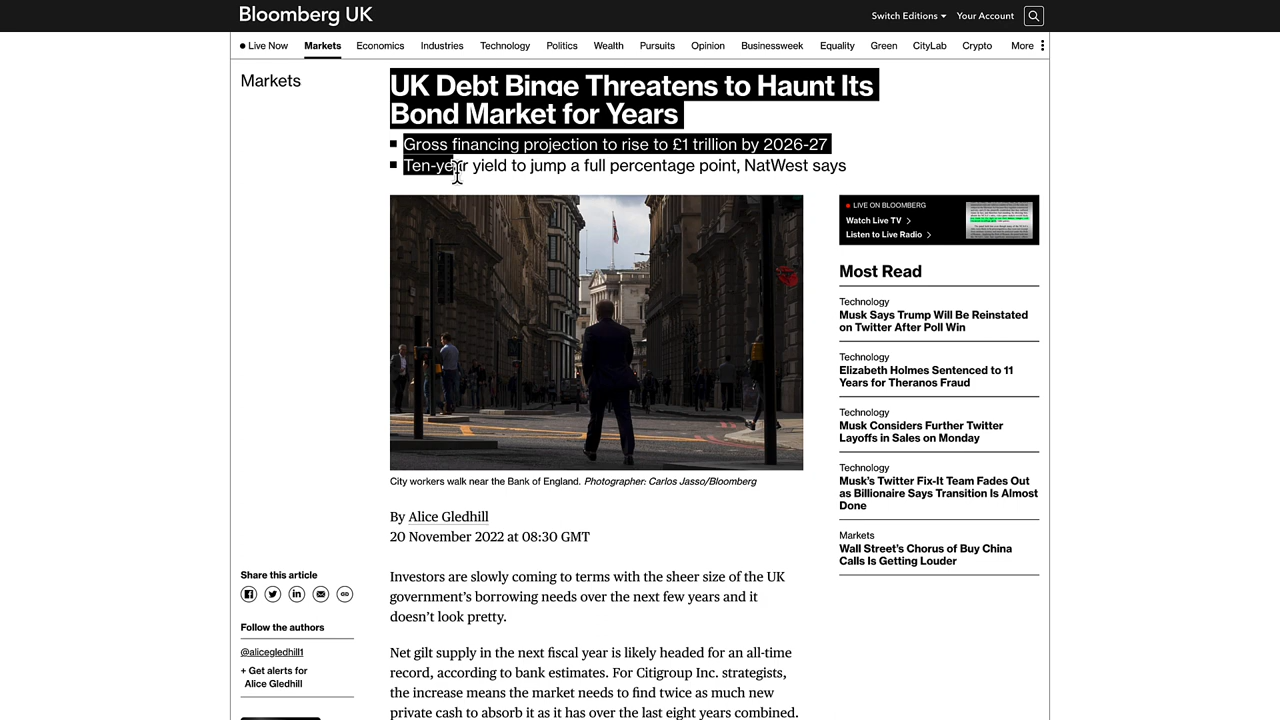 Bloomberg UK
Switch Editions
Your Account
Live Now
Markets
Economics
Industries
Technology
Politics
Wealth
Pursuits
Opinion
Businessweek
Equality
Green
CityLab
Crypto
More
Markets
UK Debt Binge Threatens to Haunt Its
Bond Market for Years
Gross financing projection to rise to £1 trillion by 2026-27
Ten-year yield to jump a full percentage point, NatWest says
City workers walk near the Bank of England. Photographer: Carlos Jasso/Bloomberg
By Alice Gledhill
20 November 2022 at 08:30 GMT
Share this article
Follow the authors
@alicegledhill1
+ Get alerts for
Alice Gledhill
Investors are slowly coming to terms with the sheer size of the UK
government's borrowing needs over the next few years and it
doesn't look pretty.
Net gilt supply in the next fiscal year is likely headed for an all-time
record, according to bank estimates. For Citigroup Inc. strategists,
the increase means the market needs to find twice as much new
private cash to absorb it as it has over the last eight years combined.
LIVE ON BLOOMBERG
Watch Live TV
Listen to Live Radio
Most Read
Technology
Musk Says Trump Will Be Reinstated
on Twitter After Poll Win
Technology
Elizabeth Holmes Sentenced to 11
Years for Theranos Fraud
Technology
Musk Considers Further Twitter
Layoffs in Sales on Monday
Technology
Musk's Twitter Fix-It Team Fades Out
as Billionaire Says Transition Is Almost
Done
Markets
Wall Street's Chorus of Buy China
Calls Is Getting Louder